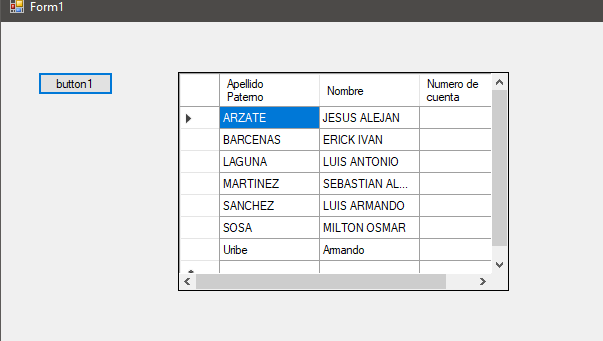 Form1
button1
Apellido Paterno Nombre Numero de cuenta
ARZATE JESUS ALEJAN
BARCENAS ERICK IVAN
LAGUNA LUIS ANTONIO
MARTINEZ SEBASTIAN AL...
SANCHEZ LUIS ARMANDO
SOSA MILTON OSMAR
Uribe Armando